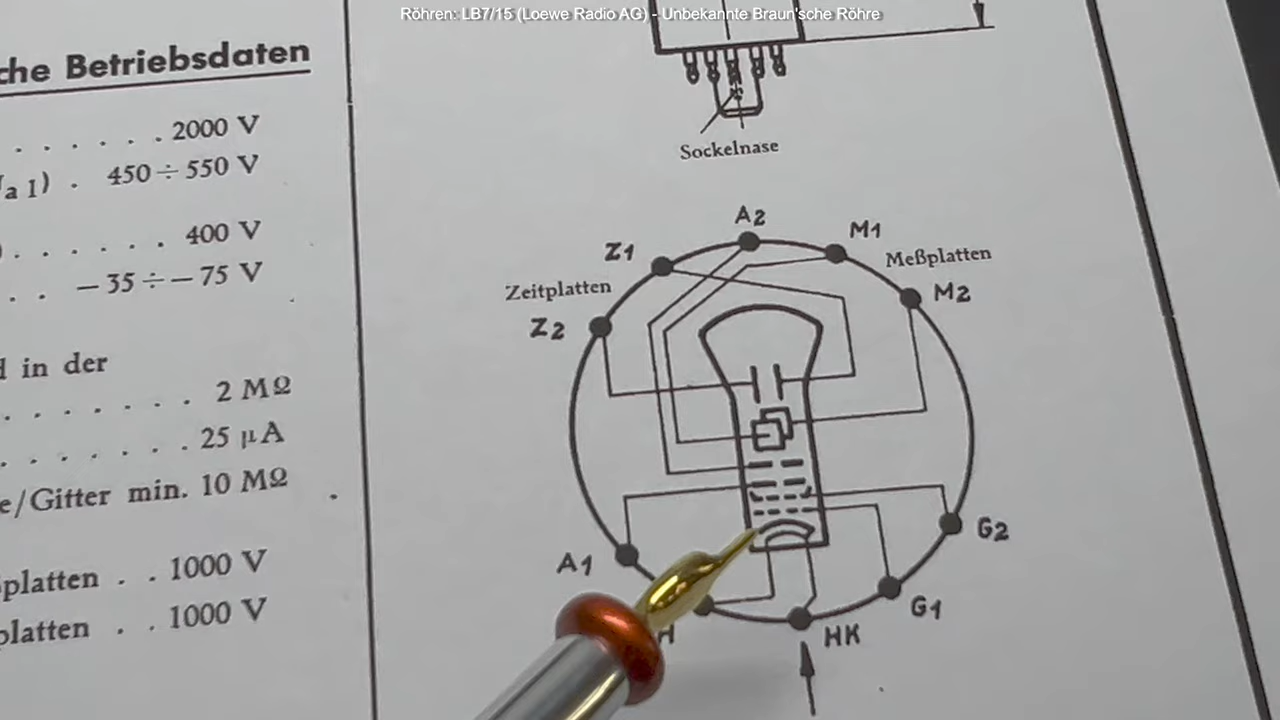 Röhren: LB7/15 (Loewe Radio AG) - Unbekannte Braun'sche Röhre
che Betriebsdaten
. . . . . . 2000 V
a 1) . 450 ÷ 550 V
. . . . . . 400 V
. . — 35 ÷ — 75 V
in der
. . . . . . . 2 MΩ
. . . . . . . 25 µA
e/Gitter min. 10 MΩ
platten . . 1000 V
platten . . 1000 V
Sockelnase
A2
Z1
M1
Meßplatten
Zeitplatten
M2
Z2
G2
A1
G1
H
HK